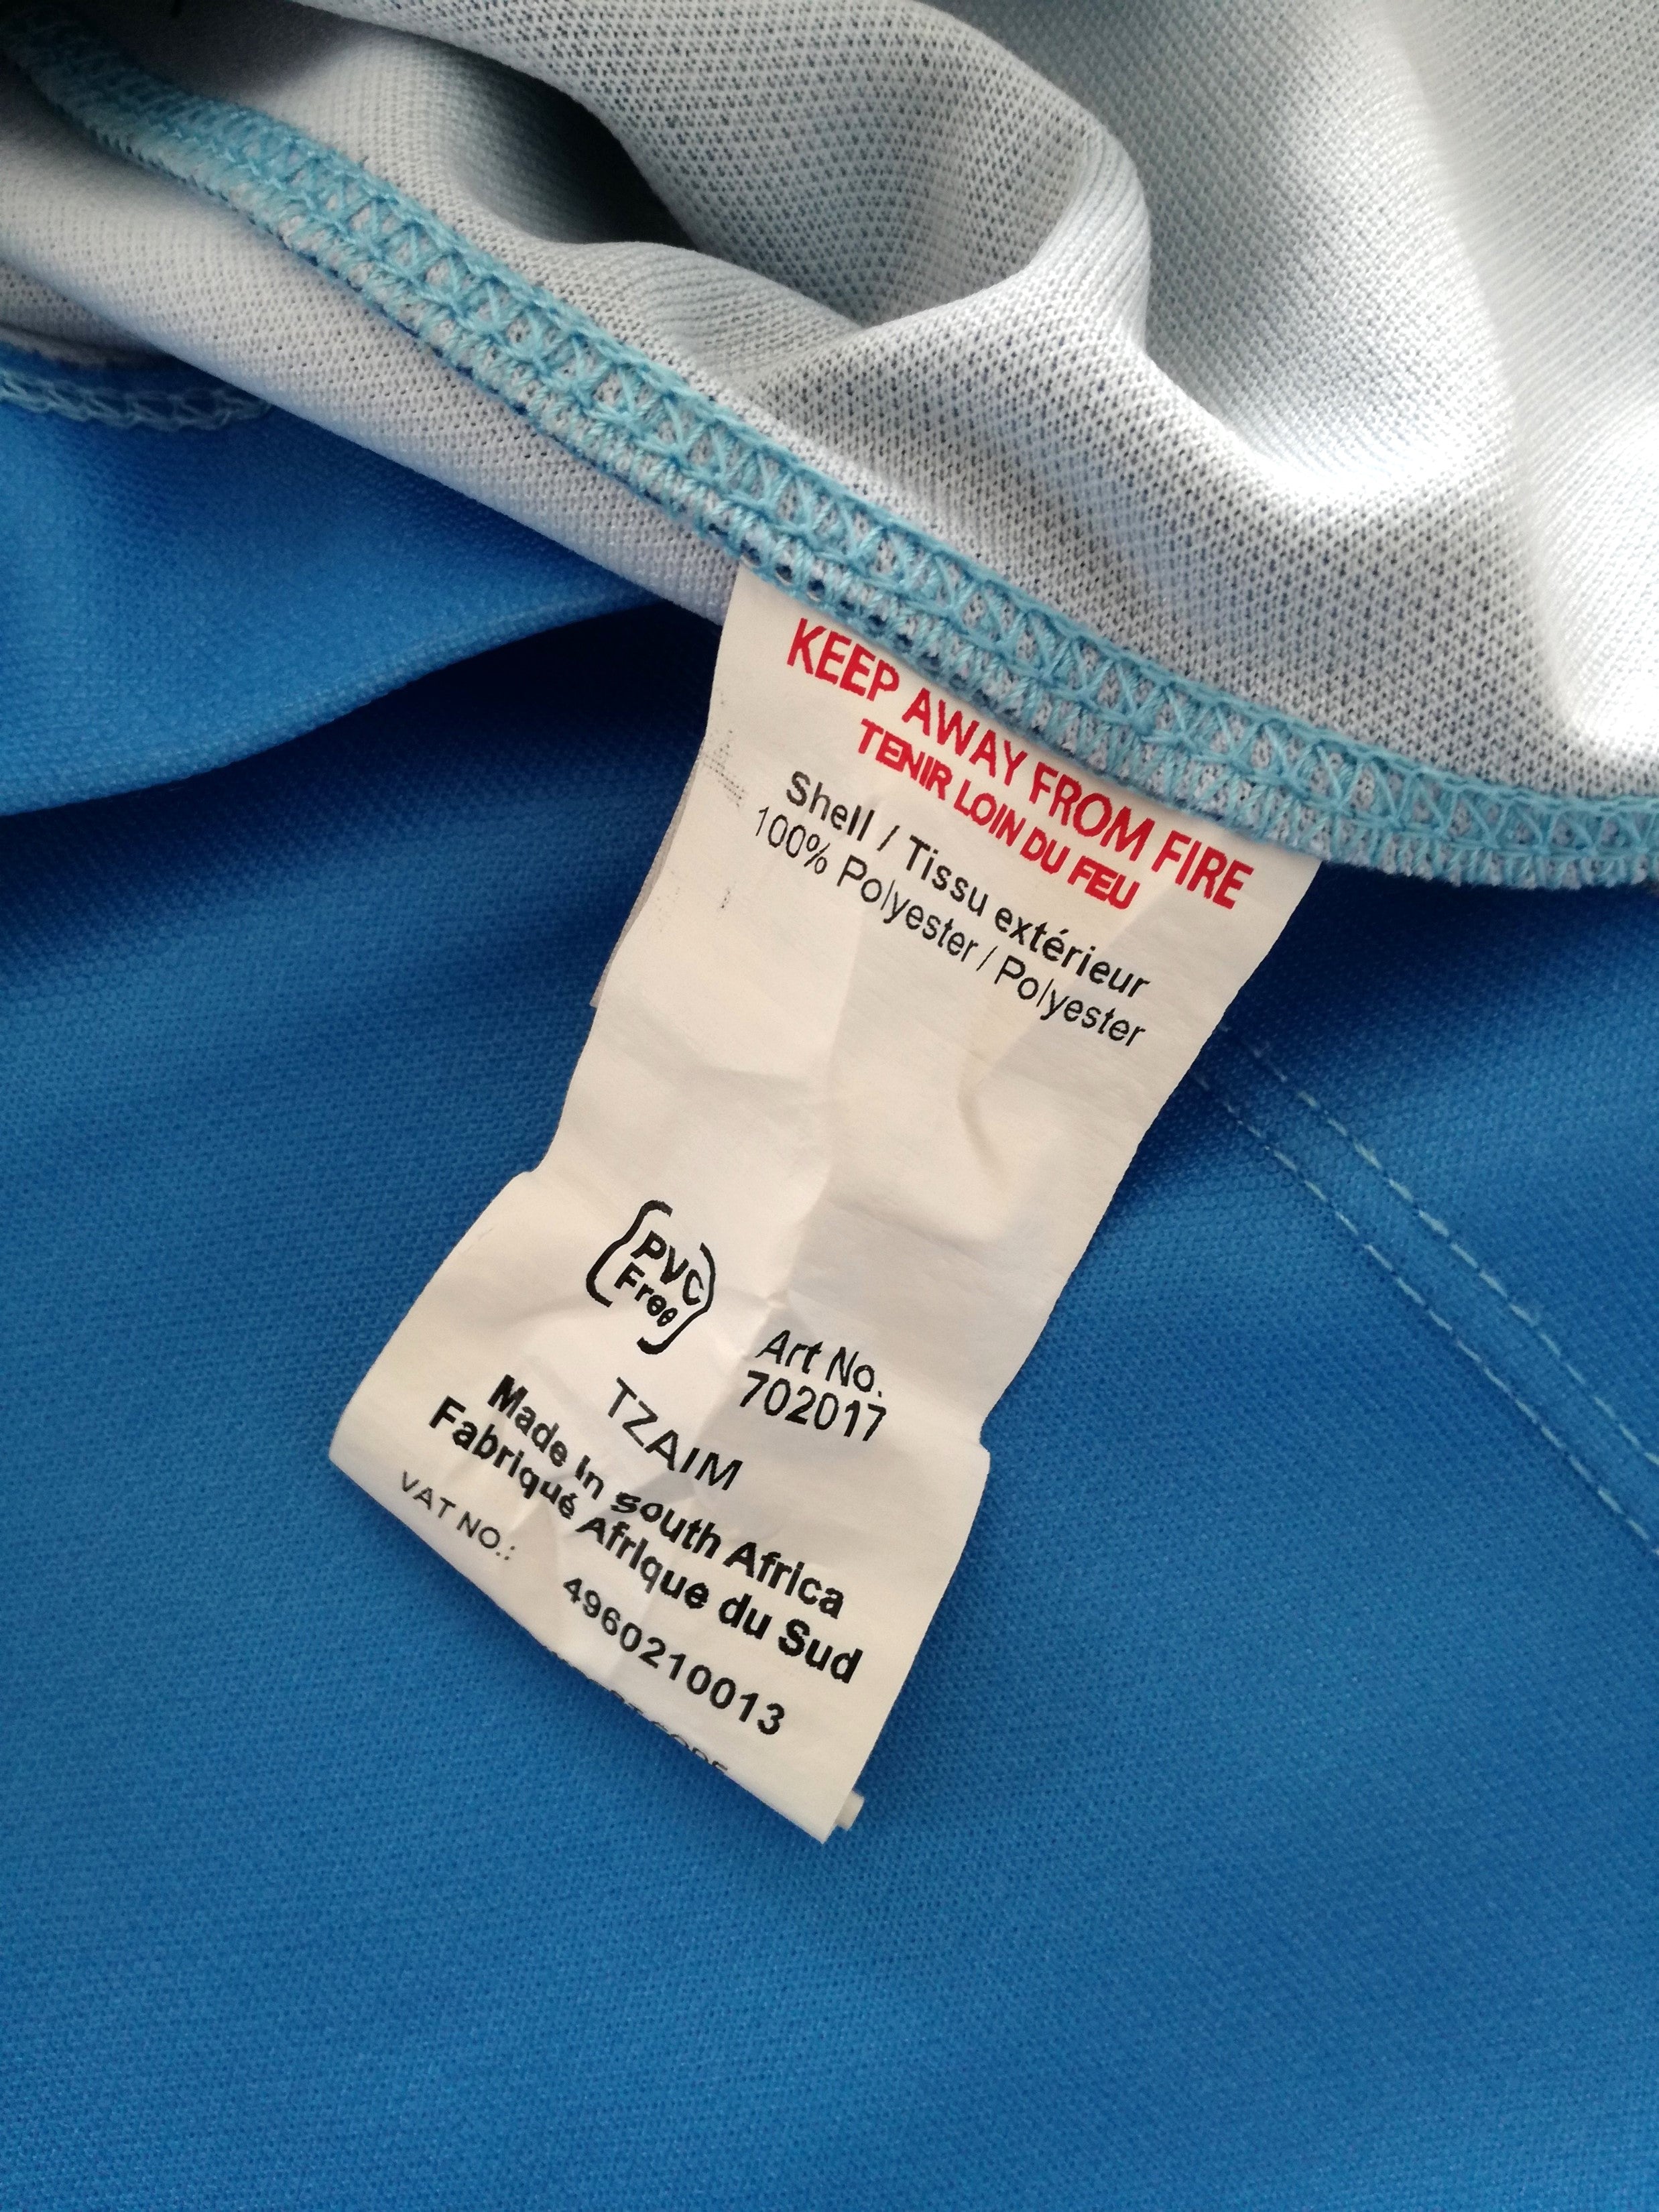 KEEP AWAY FROM FIRE
TENIR LOIN DU FEU
Shell / Tissu extérieur
100% Polyester / Polyester
PVC
Free
Art No.
702017
TZAIM
Made in south Africa
Fabriqué Afrique du Sud
VAT NO.: 4960210013